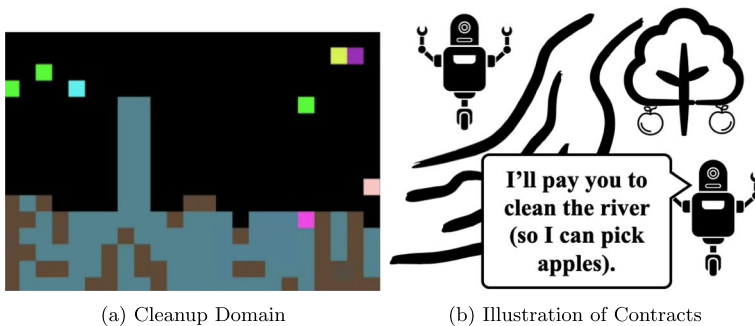 I'll pay you to
clean the river
(so I can pick
apples).
(a) Cleanup Domain
(b) Illustration of Contracts